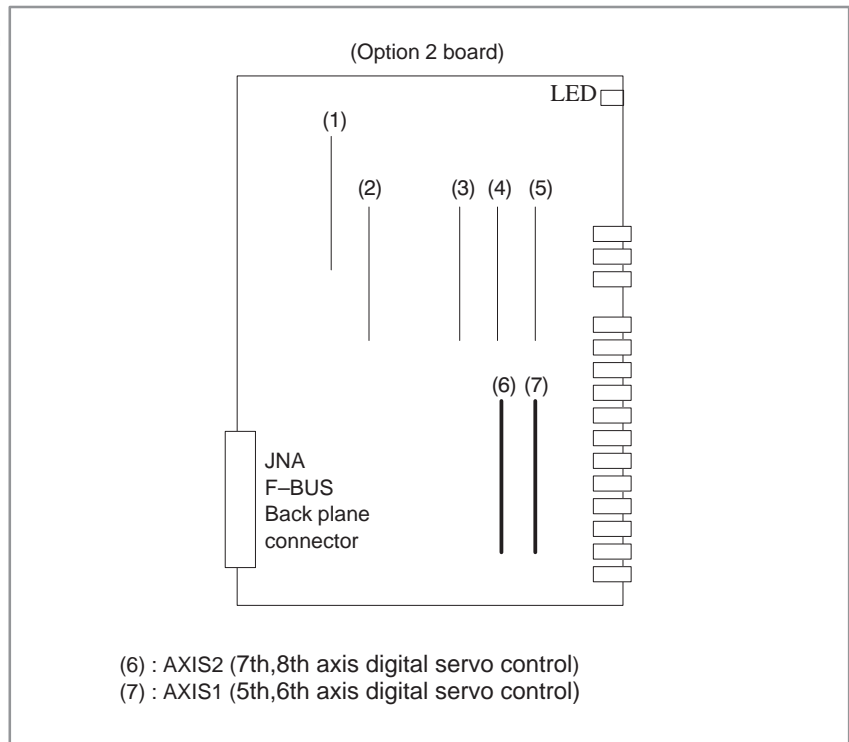 (Option 2 board)
LED
(1)
(2) (3) (4) (5)
(6) (7)
JNA
F–BUS
Back plane
connector
(6) : AXIS2 (7th,8th axis digital servo control)
(7) : AXIS1 (5th,6th axis digital servo control)